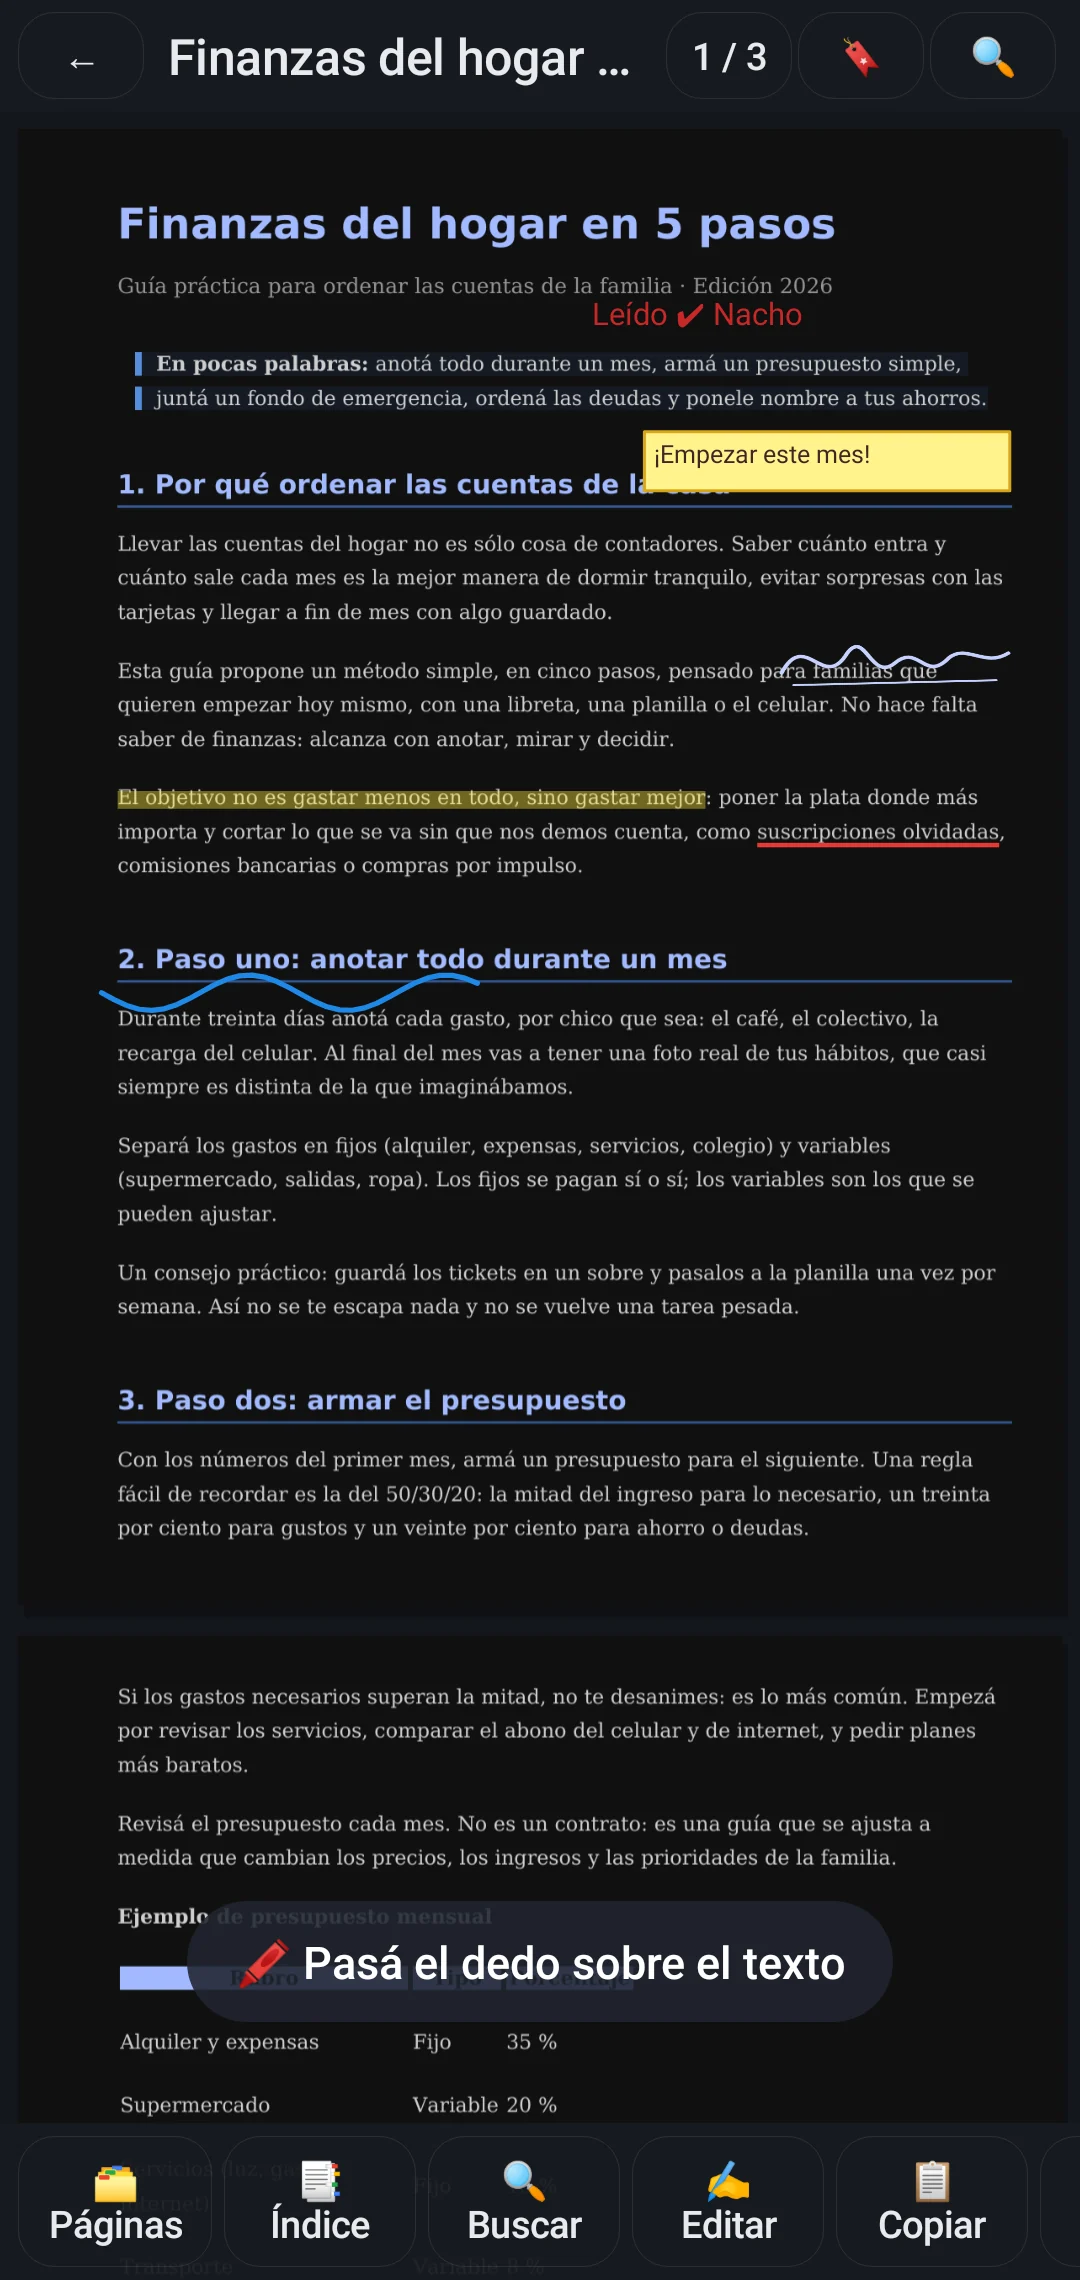 ← Finanzas del hogar ... 1 / 3
Finanzas del hogar en 5 pasos
Guía práctica para ordenar las cuentas de la familia · Edición 2026
Leído ✔ Nacho
En pocas palabras: anotá todo durante un mes, armá un presupuesto simple,
juntá un fondo de emergencia, ordená las deudas y ponele nombre a tus ahorros.
¡Empezar este mes!
1. Por qué ordenar las cuentas de la casa
Llevar las cuentas del hogar no es sólo cosa de contadores. Saber cuánto entra y
cuánto sale cada mes es la mejor manera de dormir tranquilo, evitar sorpresas con las
tarjetas y llegar a fin de mes con algo guardado.
Esta guía propone un método simple, en cinco pasos, pensado para familias que
quieren empezar hoy mismo, con una libreta, una planilla o el celular. No hace falta
saber de finanzas: alcanza con anotar, mirar y decidir.
El objetivo no es gastar menos en todo, sino gastar mejor: poner la plata donde más
importa y cortar lo que se va sin que nos demos cuenta, como suscripciones olvidadas,
comisiones bancarias o compras por impulso.
2. Paso uno: anotar todo durante un mes
Durante treinta días anotá cada gasto, por chico que sea: el café, el colectivo, la
recarga del celular. Al final del mes vas a tener una foto real de tus hábitos, que casi
siempre es distinta de la que imaginábamos.
Separá los gastos en fijos (alquiler, expensas, servicios, colegio) y variables
(supermercado, salidas, ropa). Los fijos se pagan sí o sí; los variables son los que se
pueden ajustar.
Un consejo práctico: guardá los tickets en un sobre y pasalos a la planilla una vez por
semana. Así no se te escapa nada y no se vuelve una tarea pesada.
3. Paso dos: armar el presupuesto
Con los números del primer mes, armá un presupuesto para el siguiente. Una regla
fácil de recordar es la del 50/30/20: la mitad del ingreso para lo necesario, un treinta
por ciento para gustos y un veinte por ciento para ahorro o deudas.
Si los gastos necesarios superan la mitad, no te desanimes: es lo más común. Empezá
por revisar los servicios, comparar el abono del celular y de internet, y pedir planes
más baratos.
Revisá el presupuesto cada mes. No es un contrato: es una guía que se ajusta a
medida que cambian los precios, los ingresos y las prioridades de la familia.
Ejemplo de presupuesto mensual
Pasá el dedo sobre el texto
Rubro Tipo Porcentaje
Alquiler y expensas Fijo 35 %
Supermercado Variable 20 %
Servicios (luz, ga Fijo %
internet)
Páginas Índice Buscar Editar Copiar
Transporte Variable 8 %